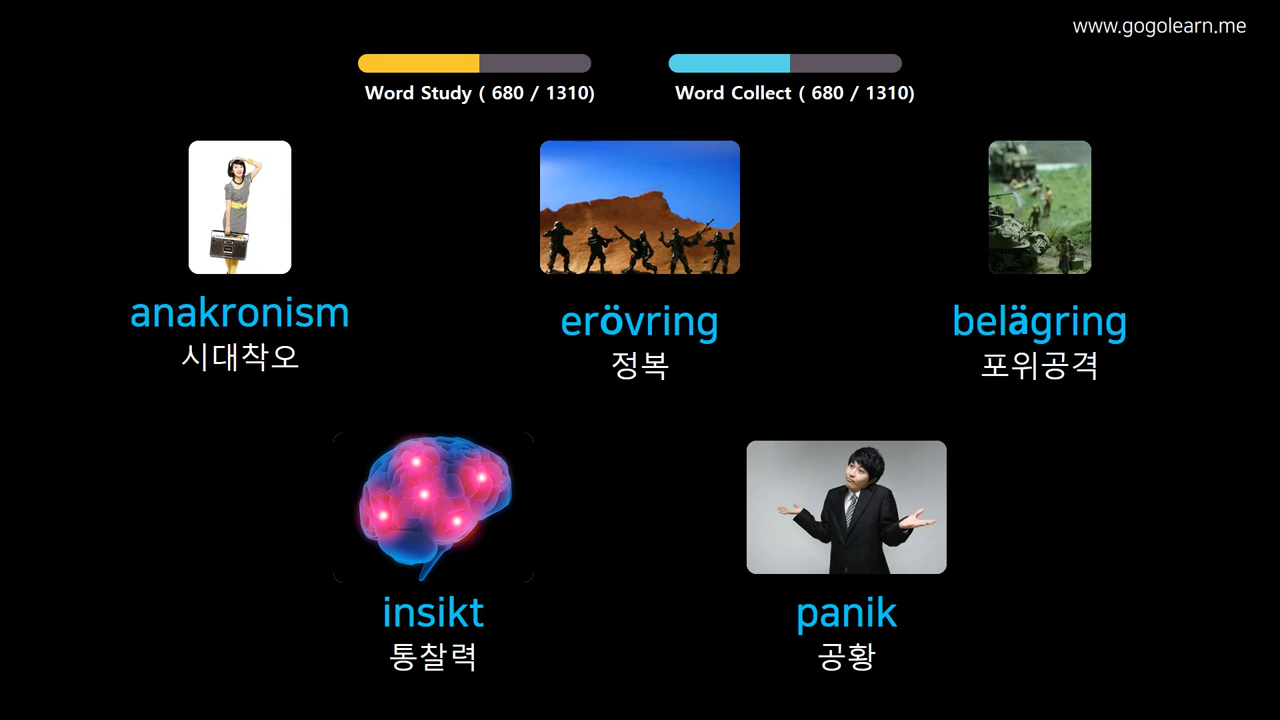 www.gogolearn.me
Word Study ( 680 / 1310)
Word Collect ( 680 / 1310)
anakronism
시대착오
erövring
정복
belägring
포위공격
insikt
통찰력
panik
공황